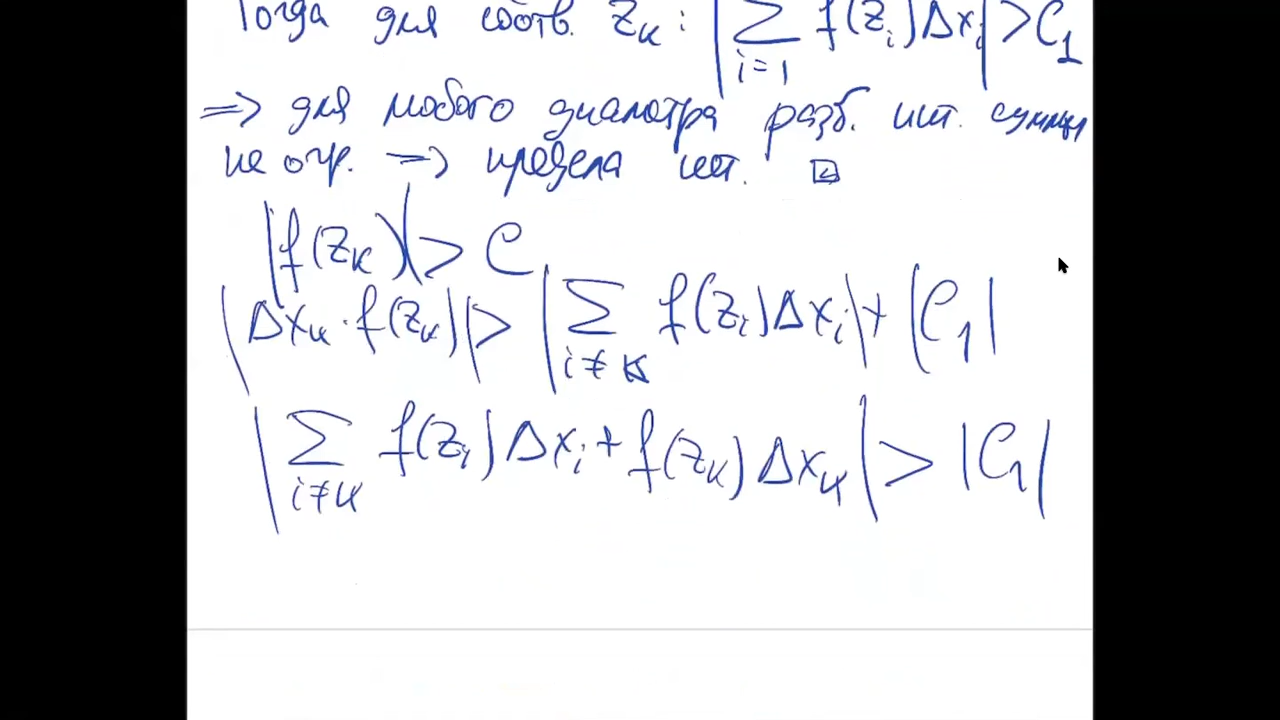 Тогда для соотв. z_k : |∑_{i=1} f(z_i)Δx_i| > C_1
=> для любого диаметра разб. инт. суммы
не огр. => предела нет.
|f(z_k)| > C
|Δx_k · f(z_k)| > |∑_{i≠k} f(z_i)Δx_i| + |C_1|
|∑_{i≠k} f(z_i)Δx_i + f(z_k)Δx_k| > |C_1|